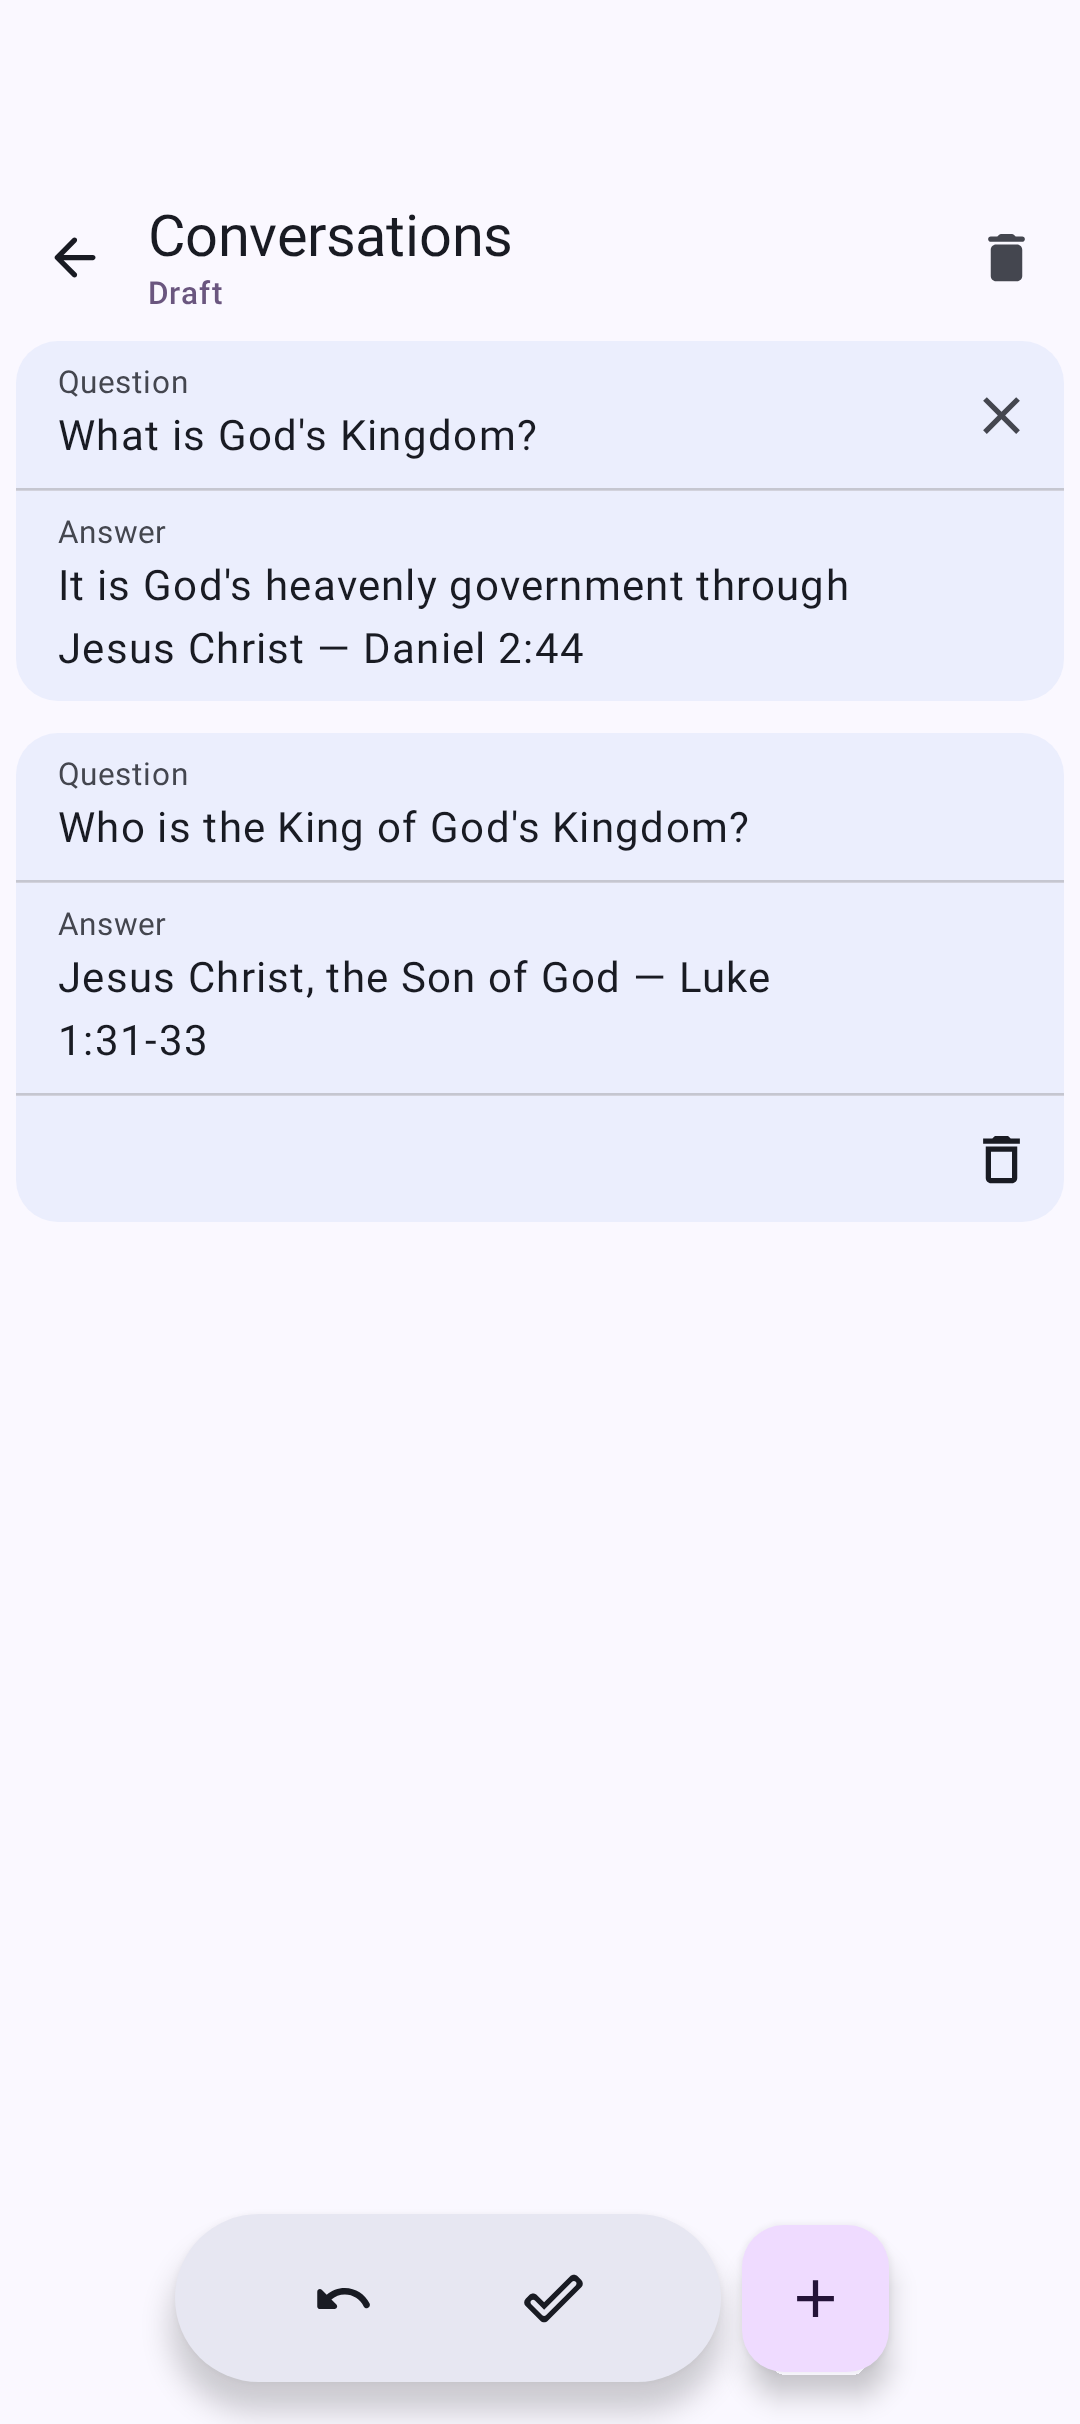 Conversations
Draft
Question
What is God's Kingdom?
Answer
It is God's heavenly government through
Jesus Christ — Daniel 2:44
Question
Who is the King of God's Kingdom?
Answer
Jesus Christ, the Son of God — Luke
1:31-33